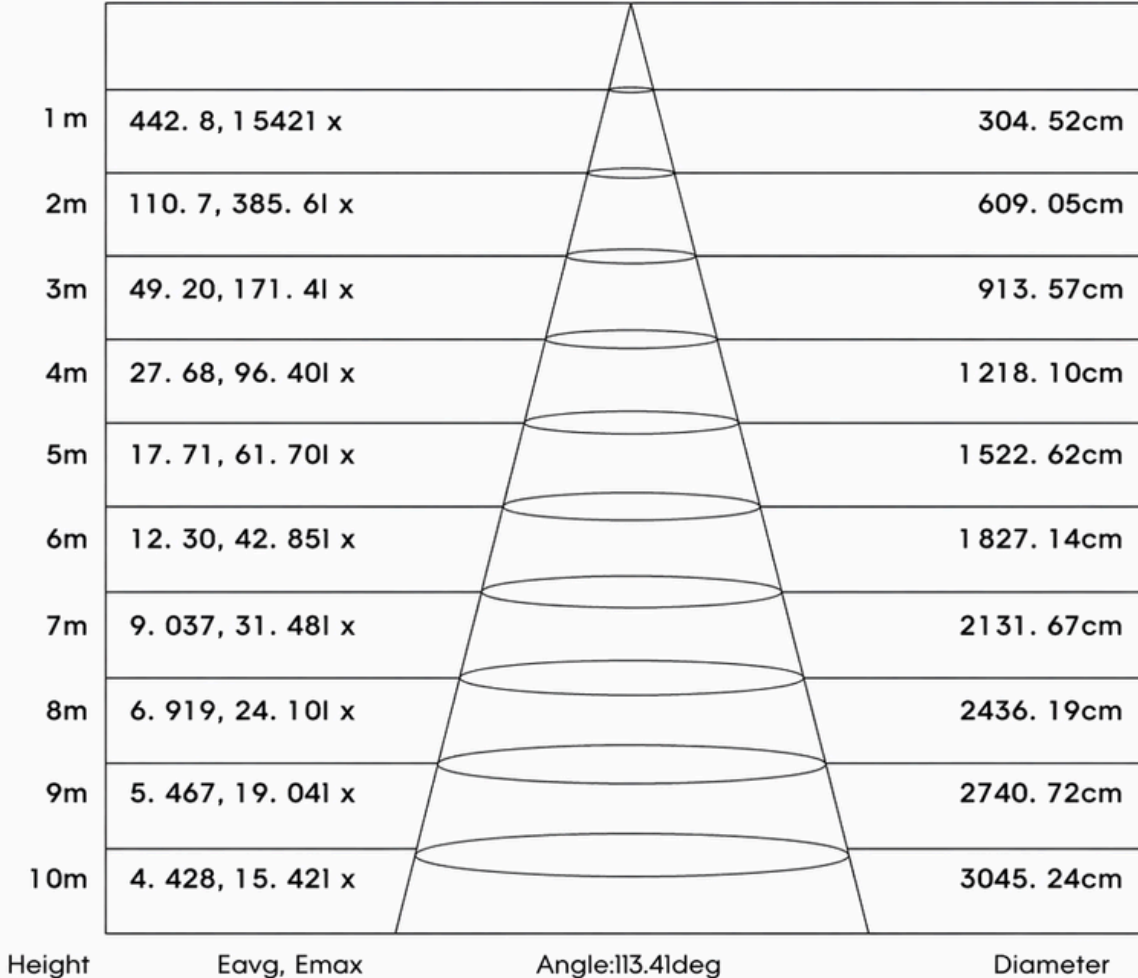 1 m 442. 8, 1 5421 x 304. 52cm
2m 110. 7, 385. 6l x 609. 05cm
3m 49. 20, 171. 4l x 913. 57cm
4m 27. 68, 96. 40l x 1 218. 10cm
5m 17. 71, 61. 70l x 1 522. 62cm
6m 12. 30, 42. 85l x 1 827. 14cm
7m 9. 037, 31. 48l x 2131. 67cm
8m 6. 919, 24. 10l x 2436. 19cm
9m 5. 467, 19. 04l x 2740. 72cm
10m 4. 428, 15. 42l x 3045. 24cm
Height Eavg, Emax Angle:113.41deg Diameter